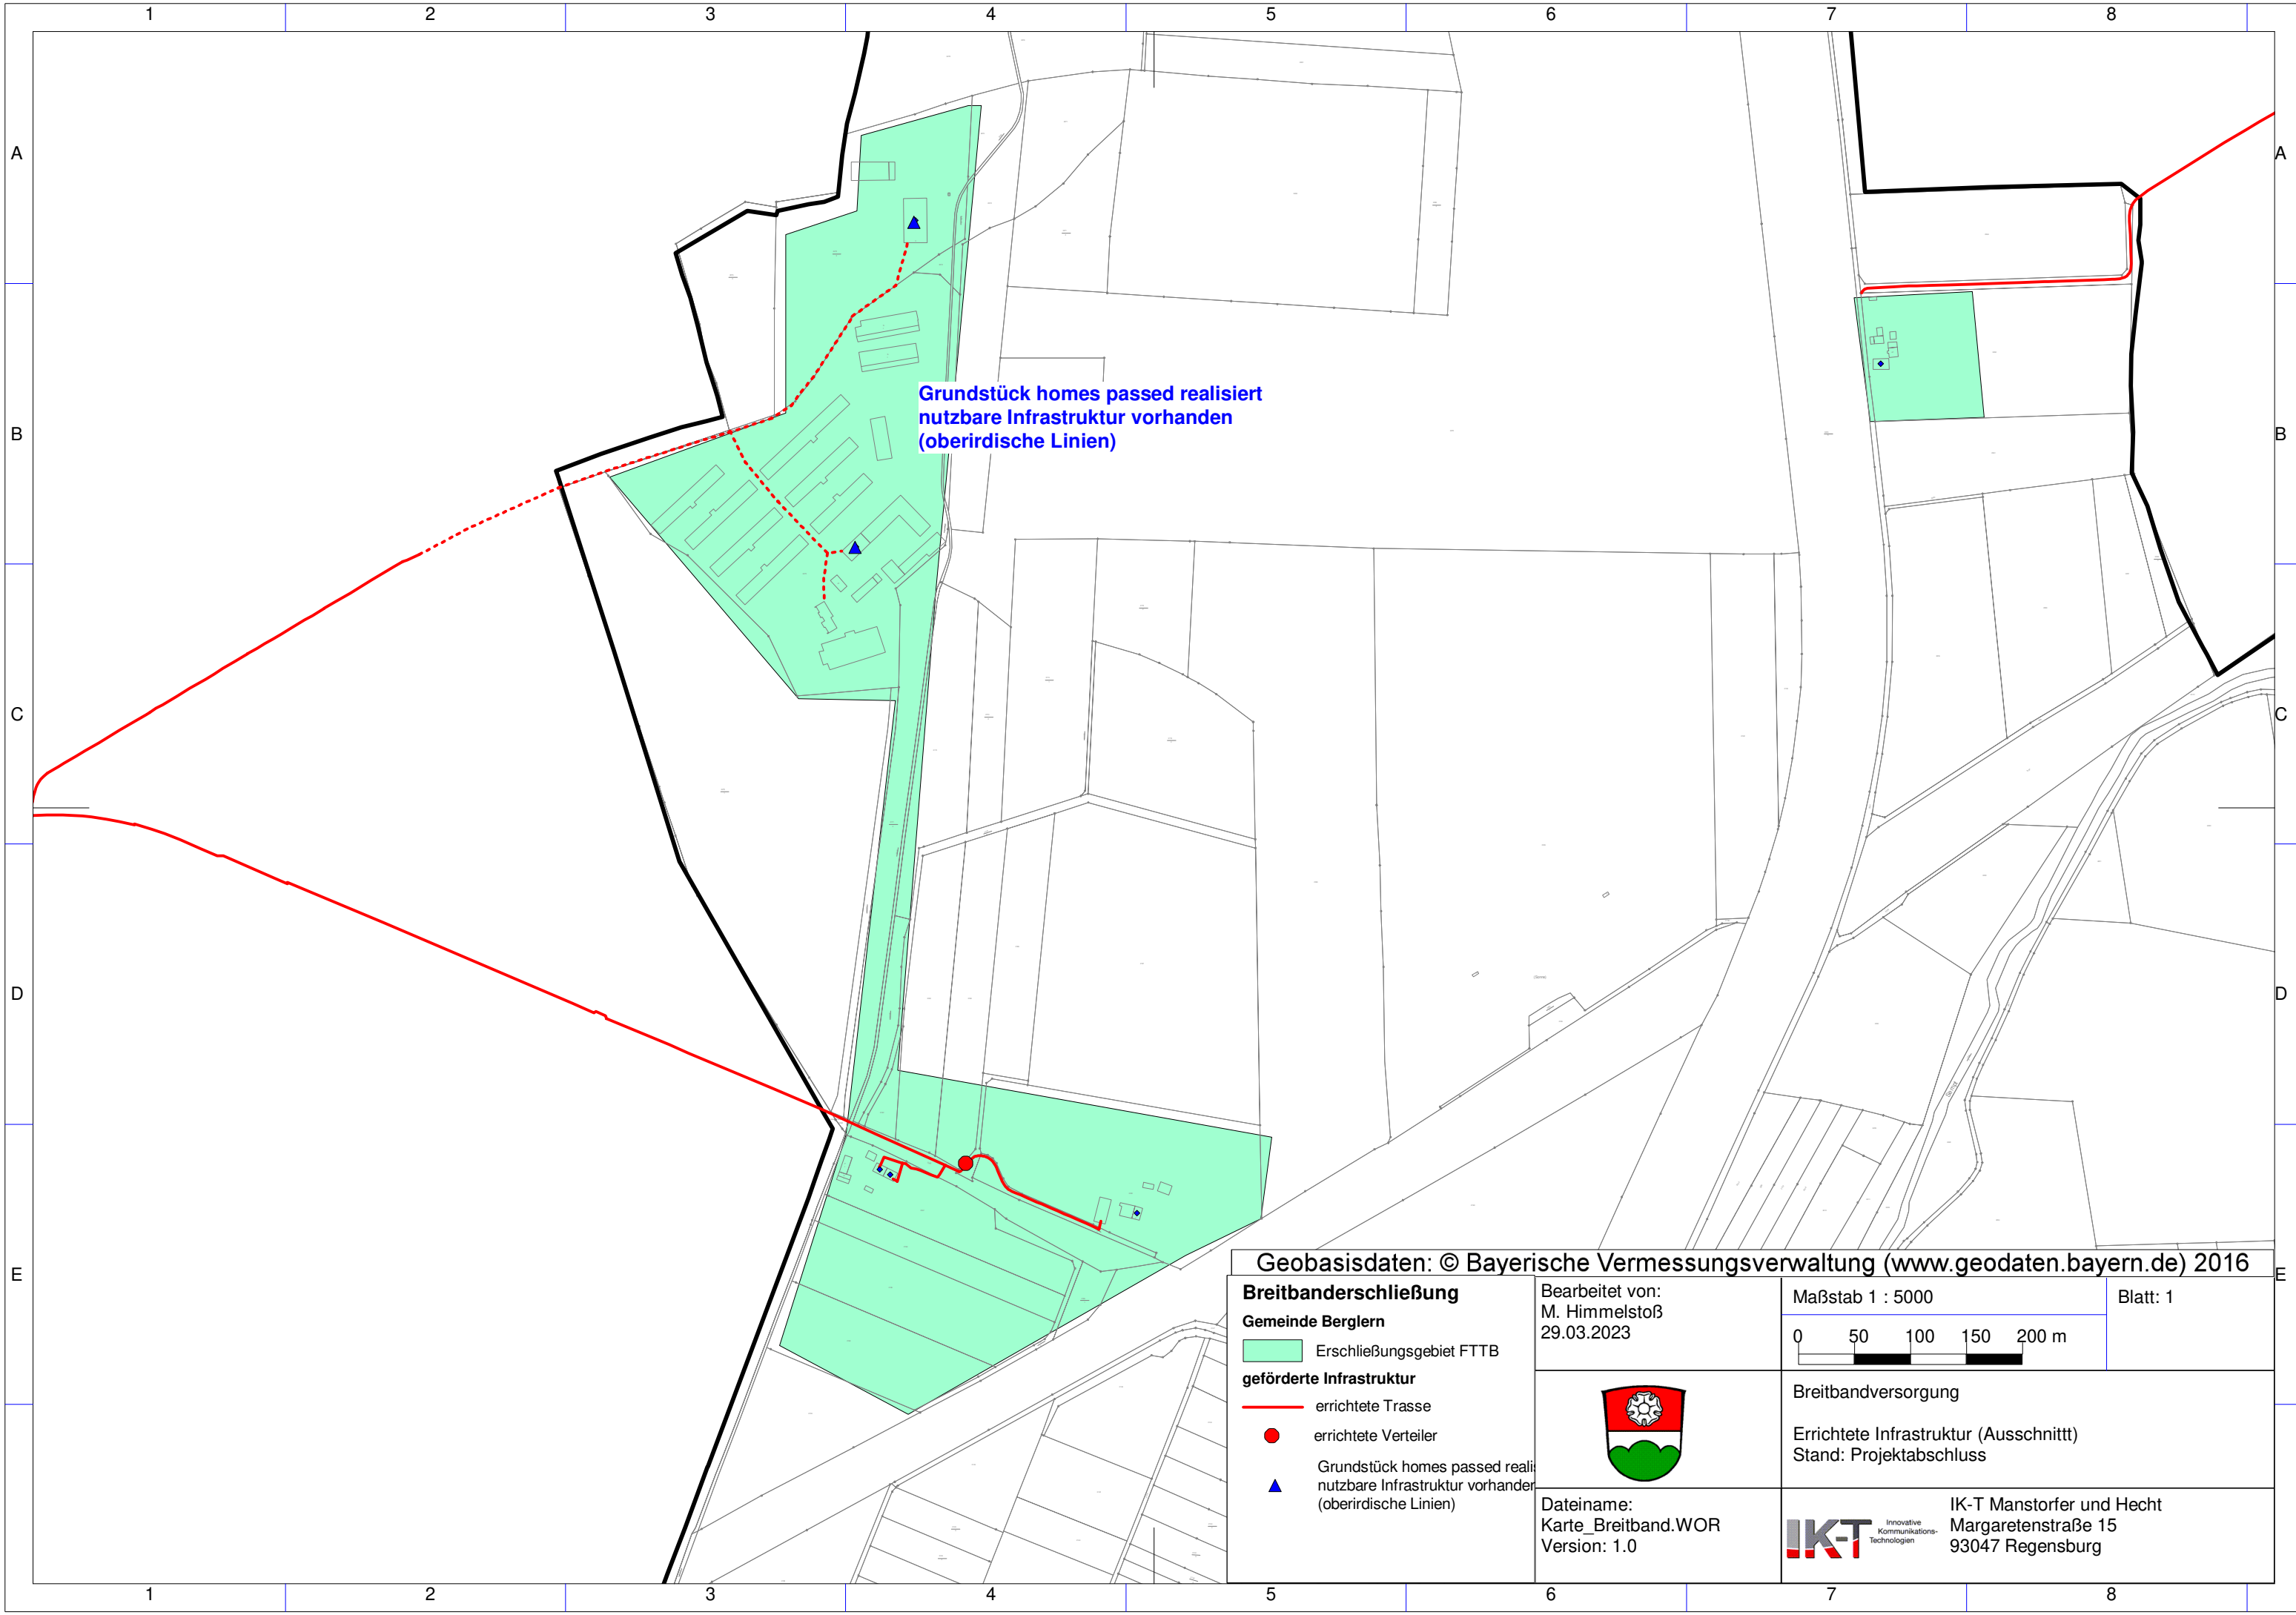 1 2 3 4 5 6 7 8
A A
Grundstück homes passed realisiert
nutzbare Infrastruktur vorhanden
(oberirdische Linien)
B B
C C
D D
E E
Geobasisdaten: © Bayerische Vermessungsverwaltung (www.geodaten.bayern.de) 2016
Breitbanderschließung
Gemeinde Berglern
Erschließungsgebiet FTTB
geförderte Infrastruktur
errichtete Trasse
errichtete Verteiler
Grundstück homes passed reali
nutzbare Infrastruktur vorhanden
(oberirdische Linien)
Bearbeitet von:
M. Himmelstoß
29.03.2023
Maßstab 1 : 5000
0 50 100 150 200 m
Blatt: 1
Breitbandversorgung
Errichtete Infrastruktur (Ausschnittt)
Stand: Projektabschluss
Dateiname:
Karte_Breitband.WOR
Version: 1.0
IK-T
Innovative
Kommunikations-
Technologien
IK-T Manstorfer und Hecht
Margaretenstraße 15
93047 Regensburg
1 2 3 4 5 6 7 8